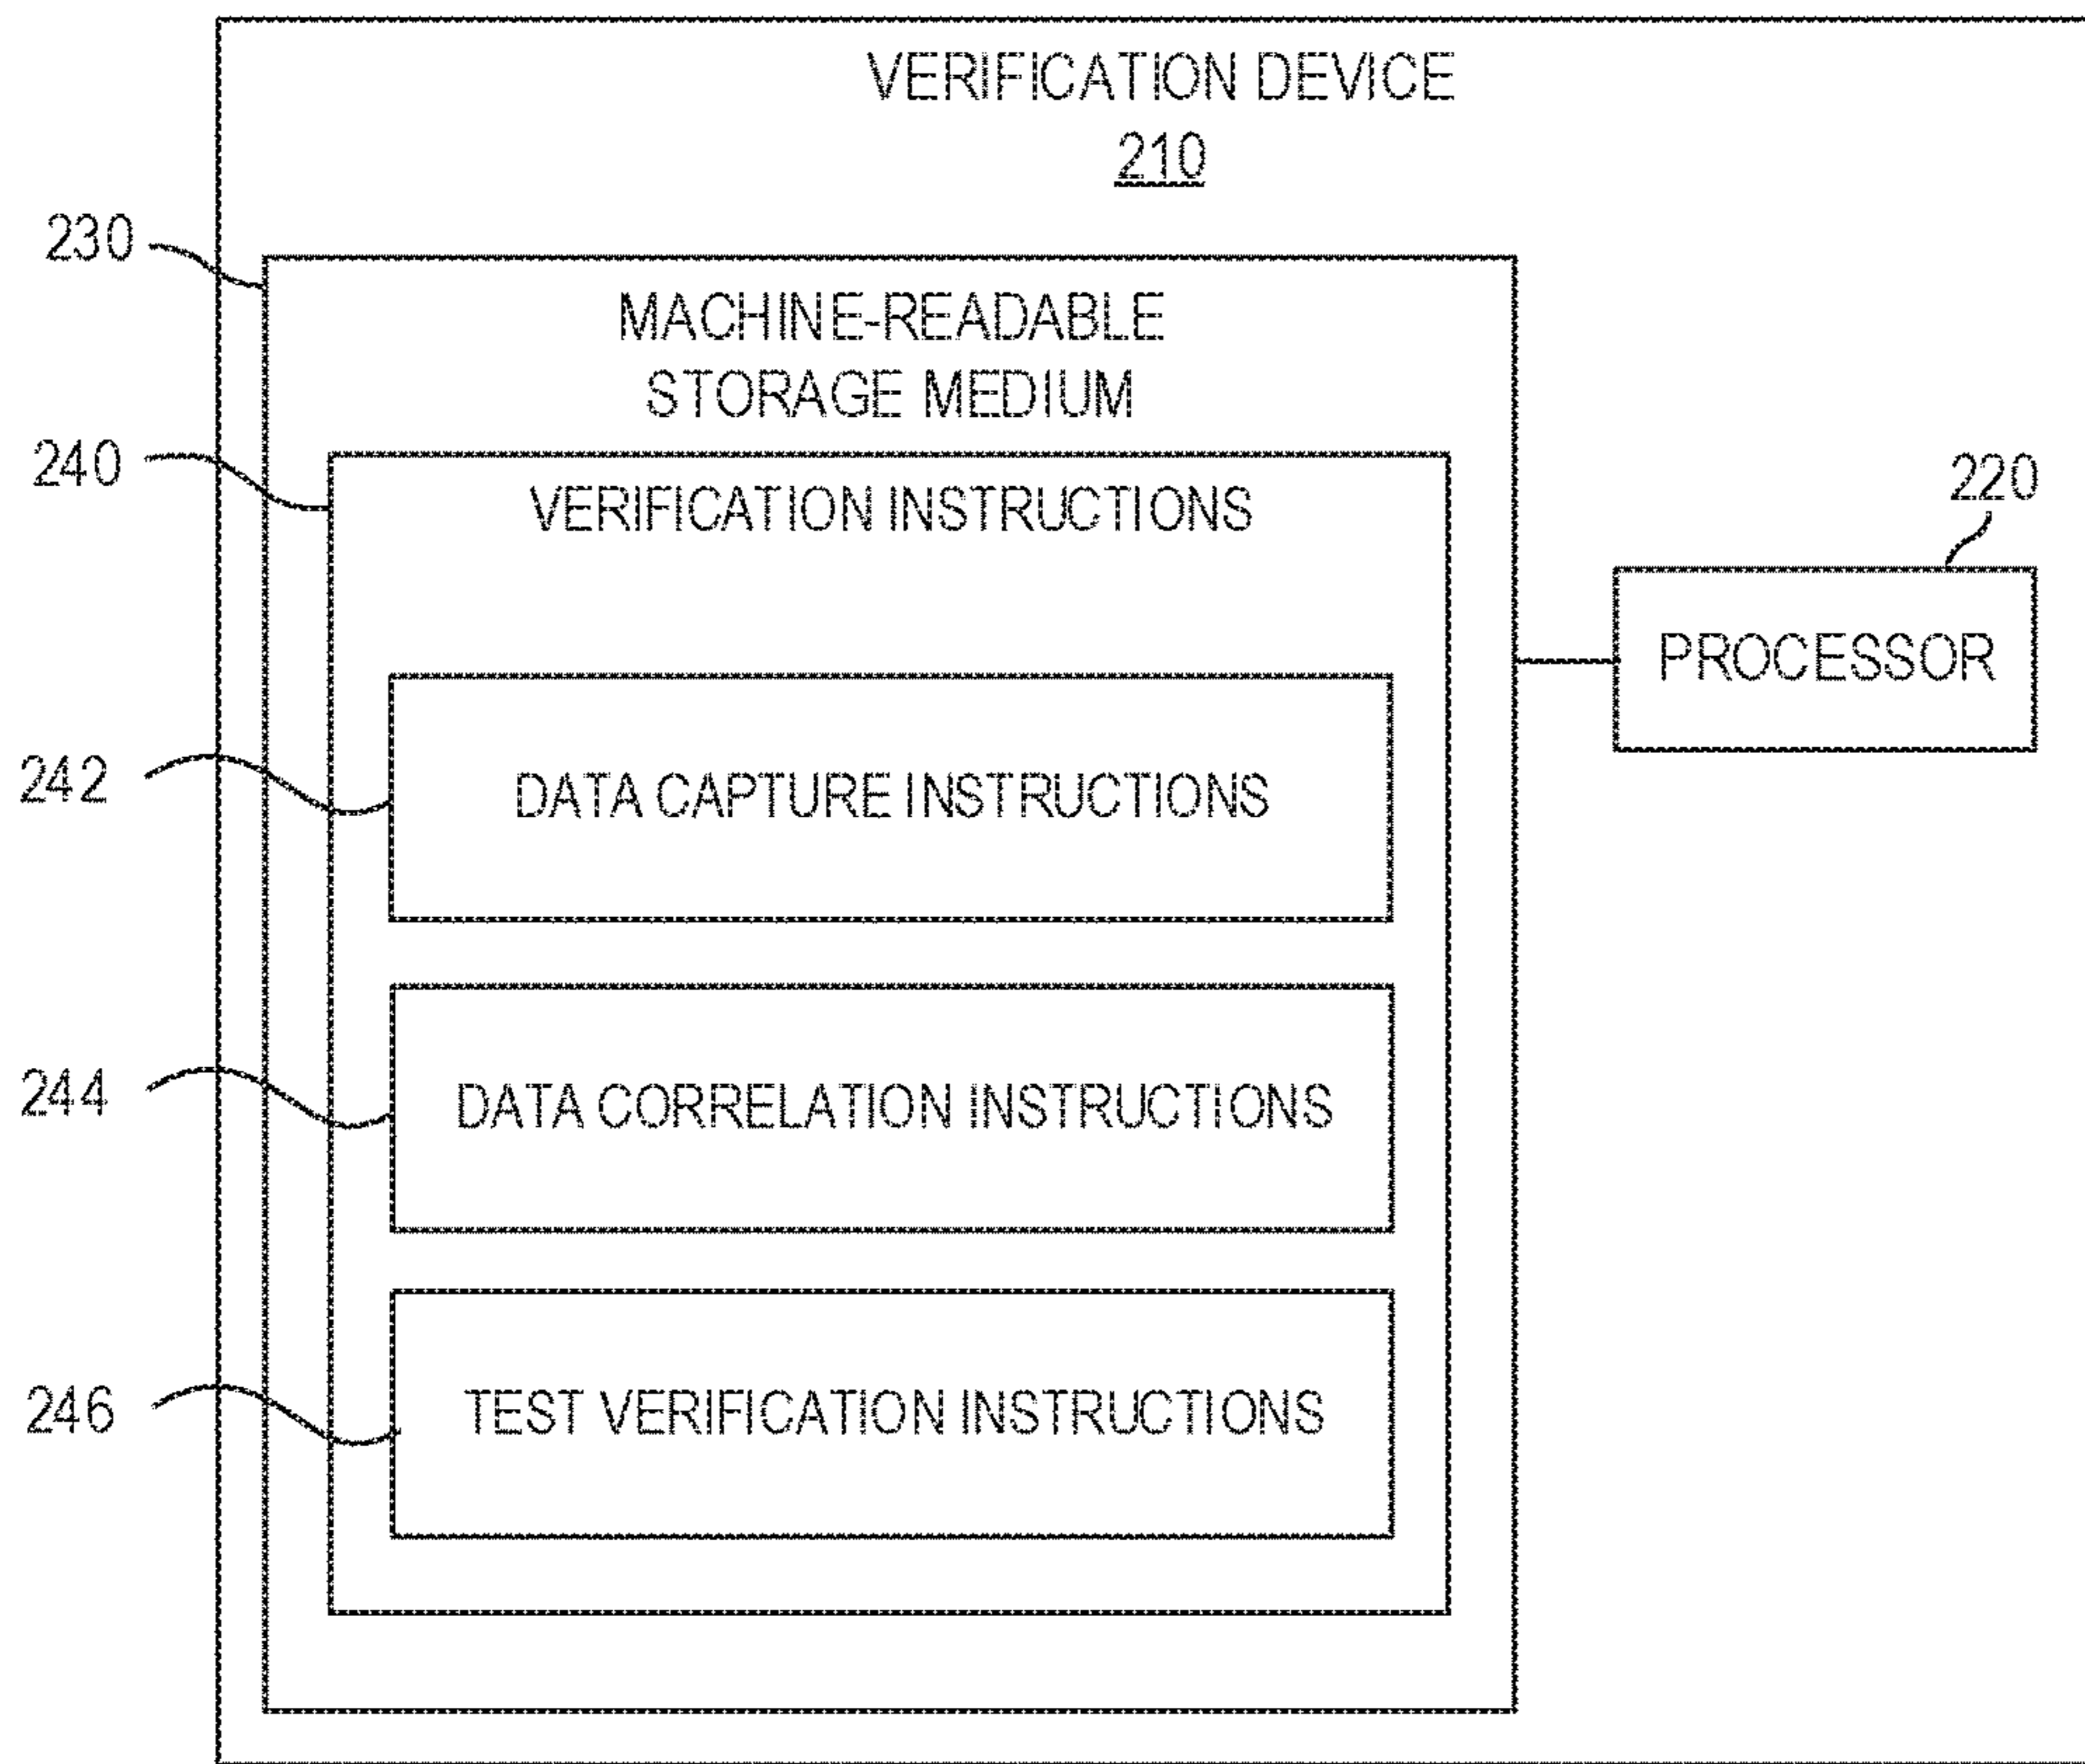 VERIFICATION DEVICE
210
230
MACHINE-READABLE
STORAGE MEDIUM
240
VERIFICATION INSTRUCTIONS
220
PROCESSOR
242
DATA CAPTURE INSTRUCTIONS
244
DATA CORRELATION INSTRUCTIONS
246
TEST VERIFICATION INSTRUCTIONS